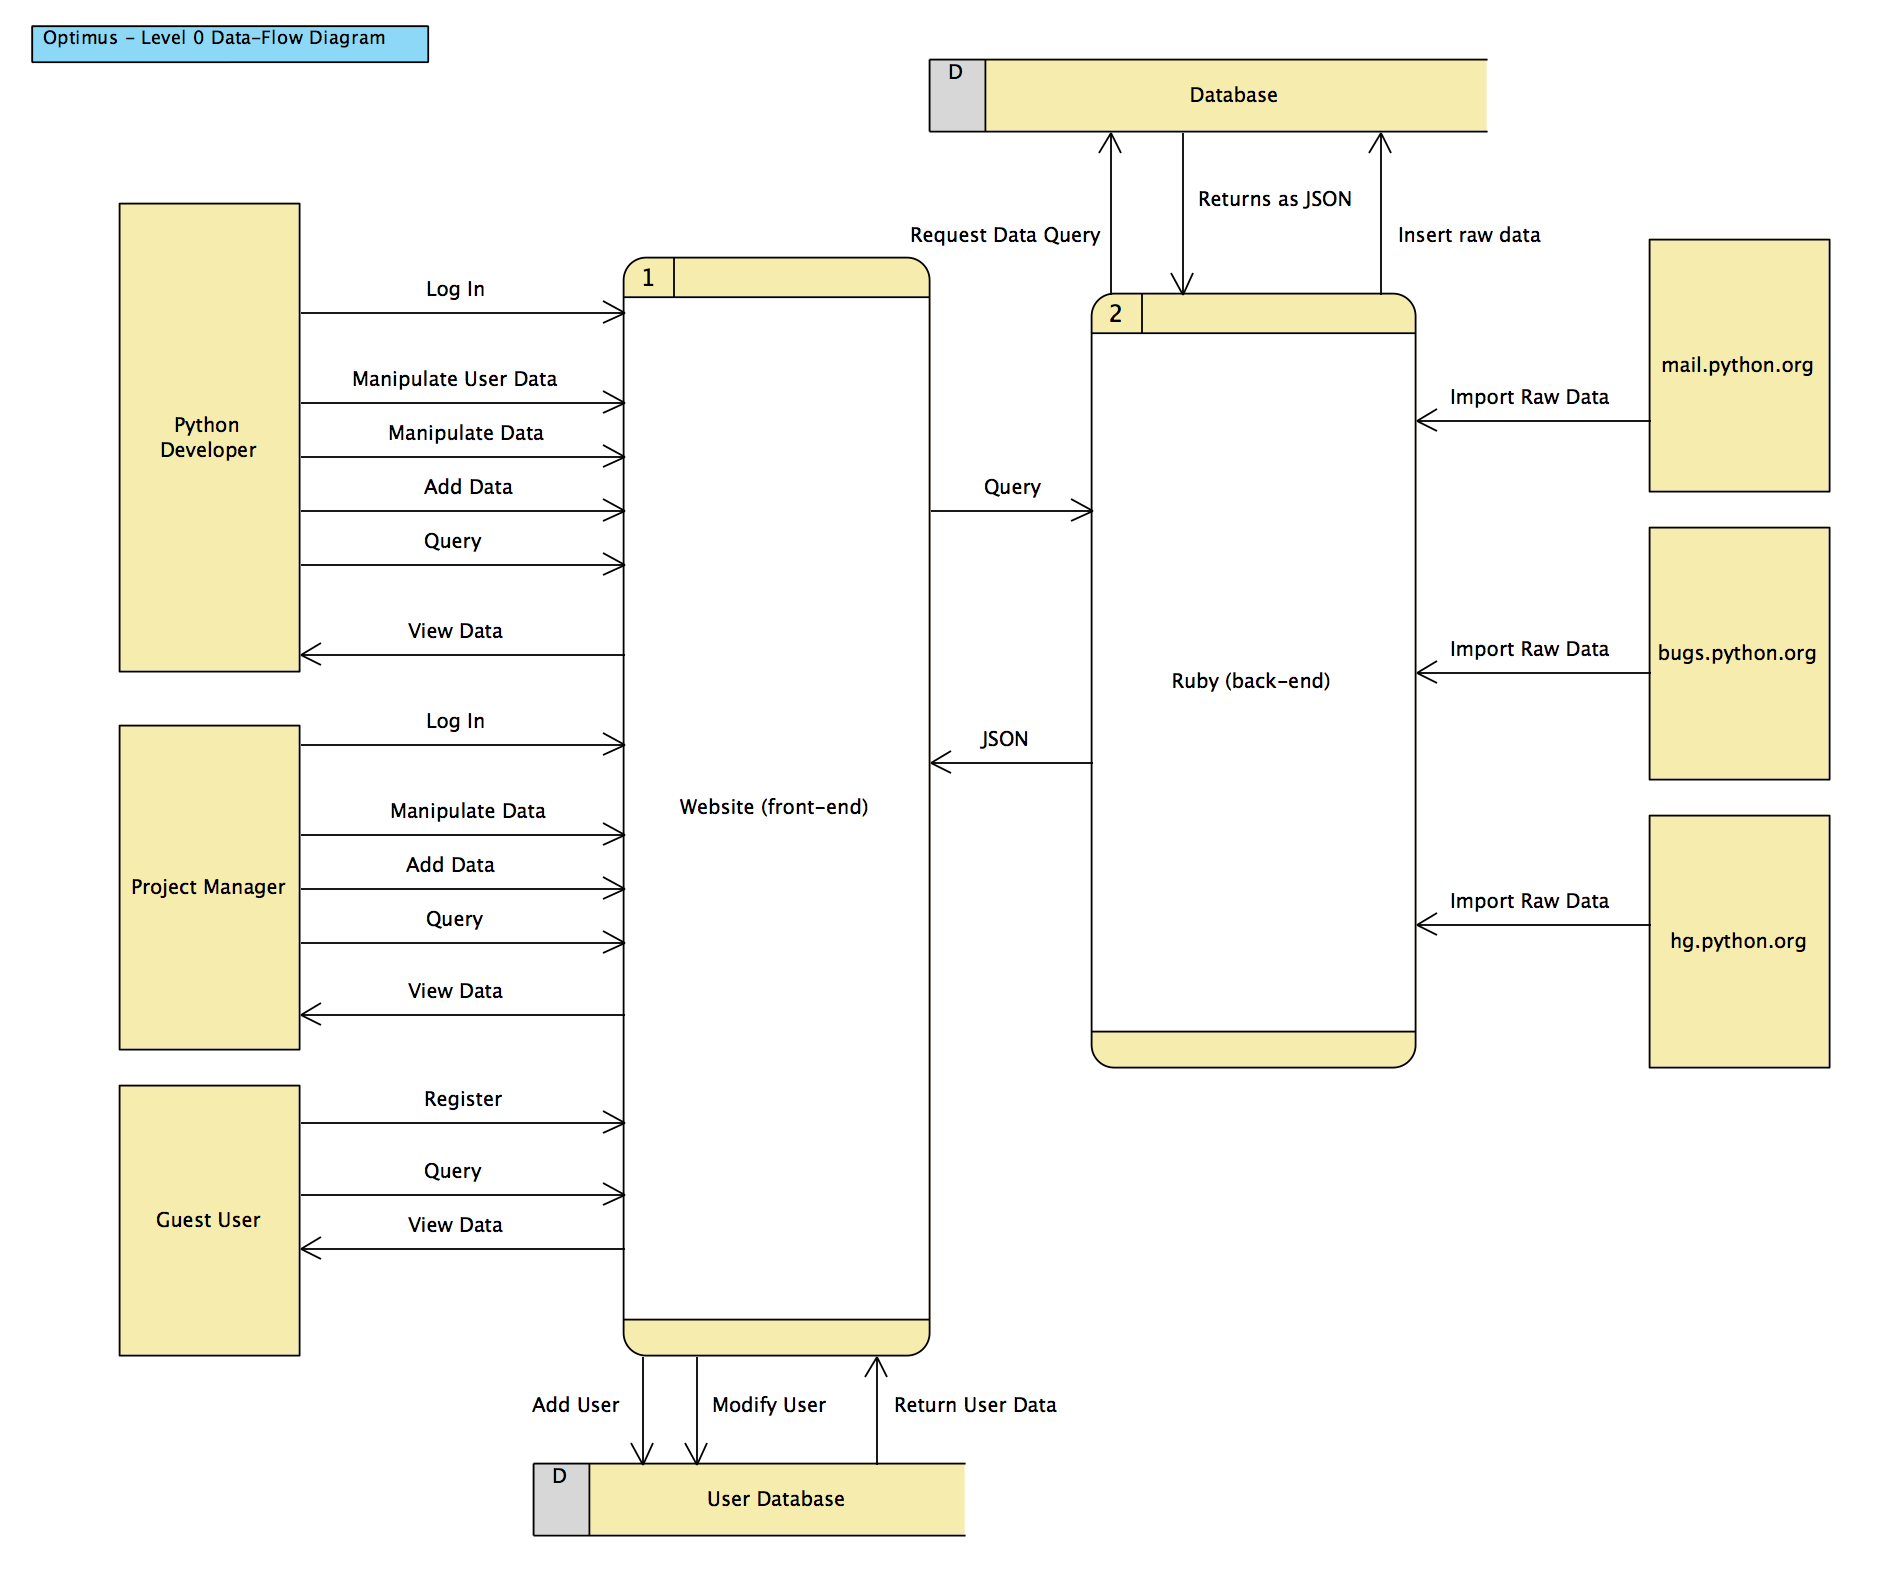 Optimus - Level 0 Data-Flow Diagram
D
Database
Request Data Query
Returns as JSON
Insert raw data
Python
Developer
Log In
Manipulate User Data
Manipulate Data
Add Data
Query
View Data
Project Manager
Log In
Manipulate Data
Add Data
Query
View Data
Guest User
Register
Query
View Data
1
Website (front-end)
Query
JSON
2
Ruby (back-end)
Import Raw Data
mail.python.org
Import Raw Data
bugs.python.org
Import Raw Data
hg.python.org
Add User
Modify User
Return User Data
D
User Database